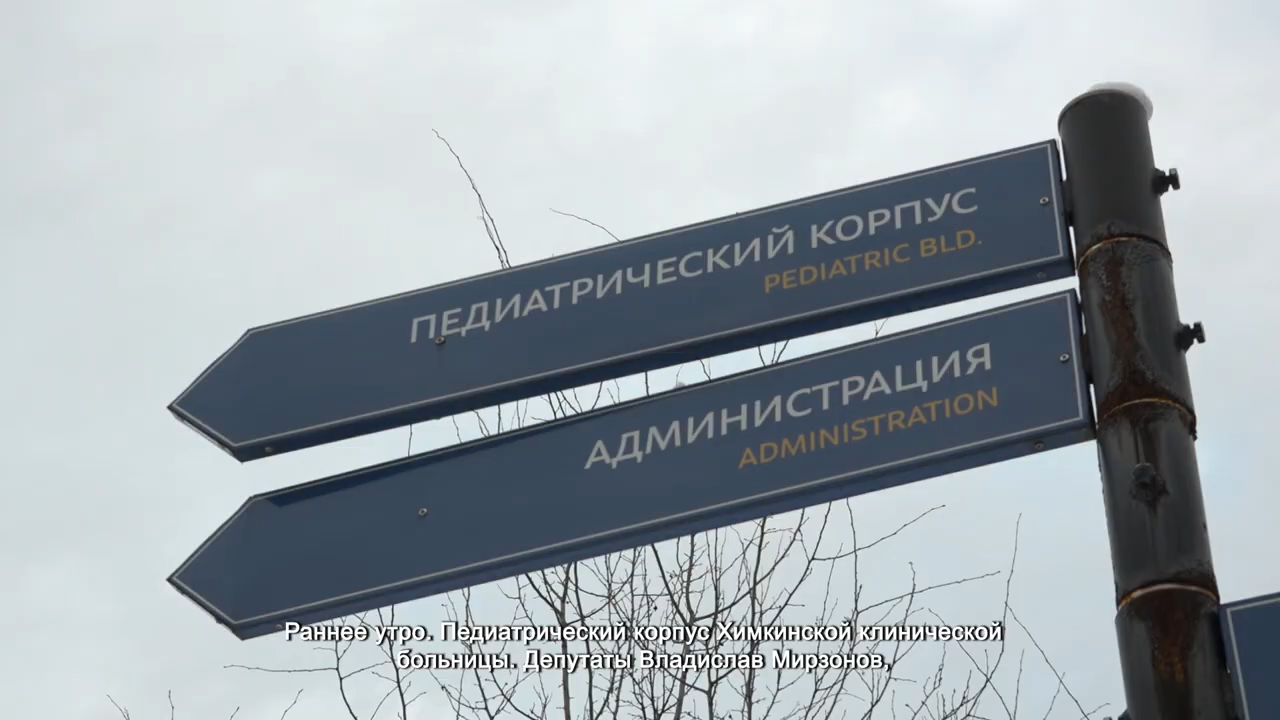 ПЕДИАТРИЧЕСКИЙ КОРПУС
PEDIATRIC BLD.
АДМИНИСТРАЦИЯ
ADMINISTRATION
Раннее утро. Педиатрический корпус Химкинской клинической
больницы. Депутаты Владислав Мирзонов,